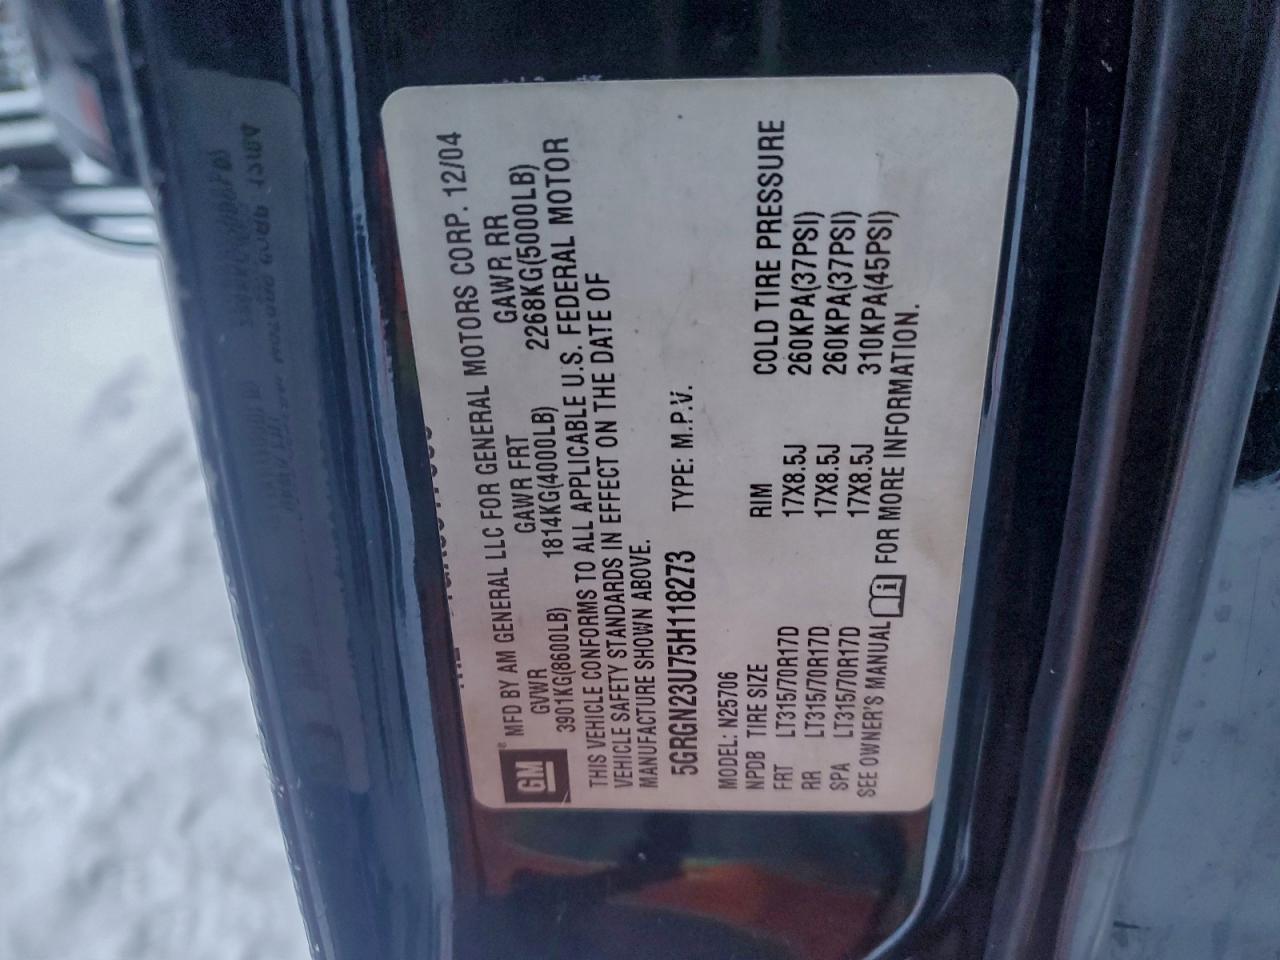 MFD BY AM GENERAL LLC FOR GENERAL MOTORS CORP. 12/04
GM®
GVWR GAWR FRT GAWR RR
3901KG(8600LB) 1814KG(4000LB) 2268KG(5000LB)
THIS VEHICLE CONFORMS TO ALL APPLICABLE U.S. FEDERAL MOTOR
VEHICLE SAFETY STANDARDS IN EFFECT ON THE DATE OF
MANUFACTURE SHOWN ABOVE.
5GRGN23U75H118273 TYPE: M.P.V.
MODEL: N25706
NPDB TIRE SIZE RIM COLD TIRE PRESSURE
FRT LT315/70R17D 17X8.5J 260KPA(37PSI)
RR LT315/70R17D 17X8.5J 260KPA(37PSI)
SPA LT315/70R17D 17X8.5J 310KPA(45PSI)
SEE OWNER'S MANUAL i FOR MORE INFORMATION.